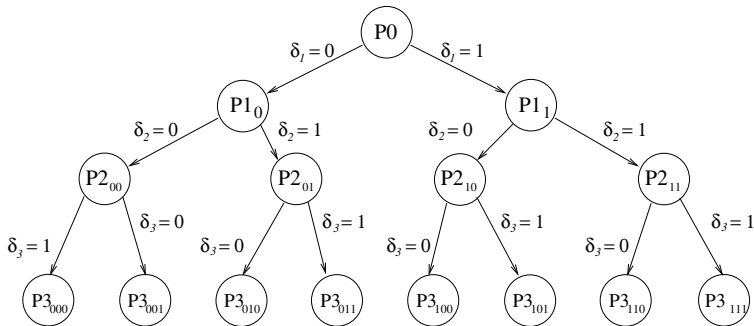 P0
δ₁=0 δ₁=1
P1₀ P1₁
δ₂=0 δ₂=1 δ₂=0 δ₂=1
P2₀₀ P2₀₁ P2₁₀ P2₁₁
δ₃=1 δ₃=0 δ₃=0 δ₃=1 δ₃=0 δ₃=1 δ₃=0 δ₃=1
P3₀₀₀ P3₀₀₁ P3₀₁₀ P3₀₁₁ P3₁₀₀ P3₁₀₁ P3₁₁₀ P3₁₁₁